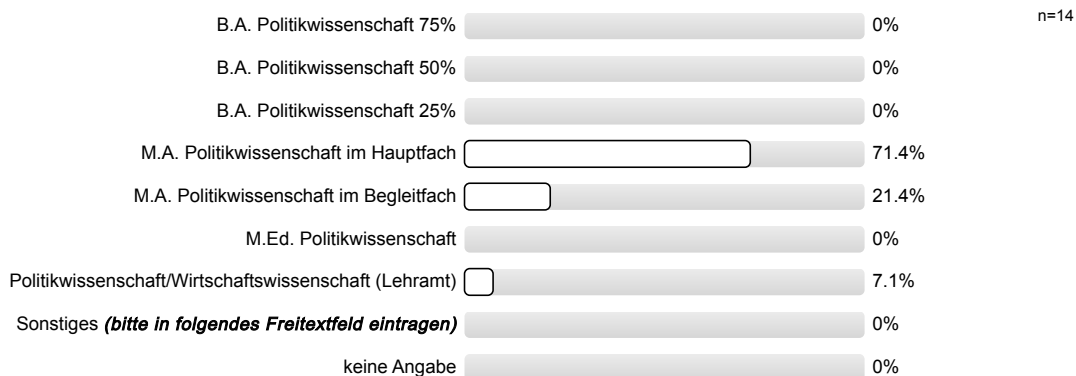 n=14
B.A. Politikwissenschaft 75% 0%
B.A. Politikwissenschaft 50% 0%
B.A. Politikwissenschaft 25% 0%
M.A. Politikwissenschaft im Hauptfach 71.4%
M.A. Politikwissenschaft im Begleitfach 21.4%
M.Ed. Politikwissenschaft 0%
Politikwissenschaft/Wirtschaftswissenschaft (Lehramt) 7.1%
Sonstiges (bitte in folgendes Freitextfeld eintragen) 0%
keine Angabe 0%